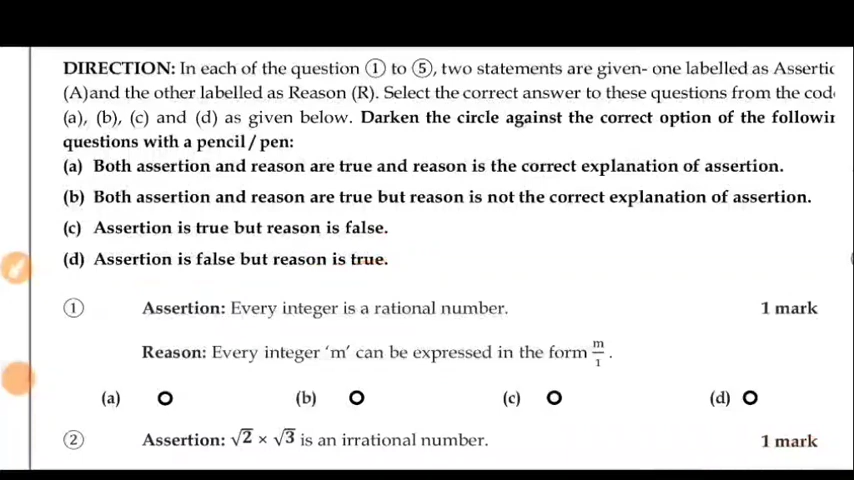 DIRECTION: In each of the question ① to ⑤, two statements are given- one labelled as
(A)and the other labelled as Reason (R). Select the correct answer to these questions from the
(a), (b), (c) and (d) as given below. Darken the circle against the correct option of the
questions with a pencil/pen:
(a) Both assertion and reason are true and reason is the correct explanation of assertion.
(b) Both assertion and reason are true but reason is not the correct explanation of assertion.
(c) Assertion is true but reason is false.
(d) Assertion is false but reason is true.
① Assertion: Every integer is a rational number. 1 mark
Reason: Every integer ‘m’ can be expressed in the form m/1.
(a) (b) (c) (d)
② Assertion: √2 × √3 is an irrational number. 1 mark